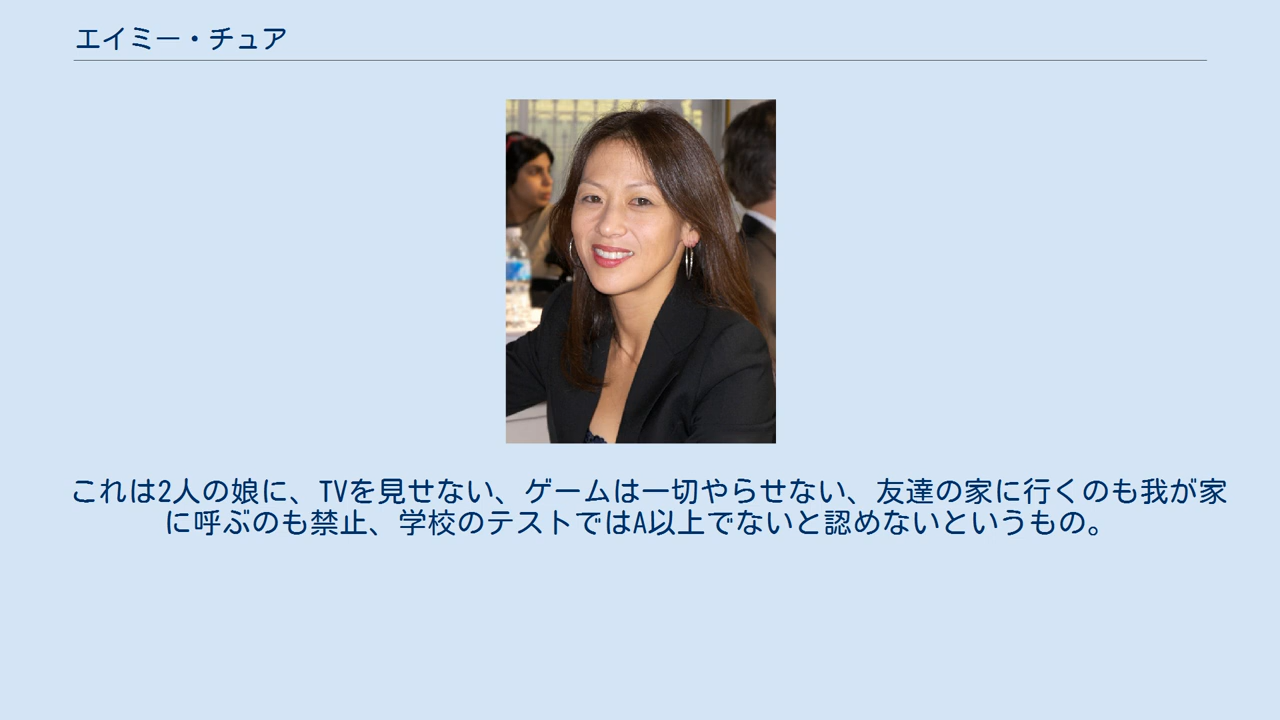 エイミー・チュア
これは2人の娘に、TVを見せない、ゲームは一切やらせない、友達の家に行くのも我が家
に呼ぶのも禁止、学校のテストではA以上でないと認めないというもの。